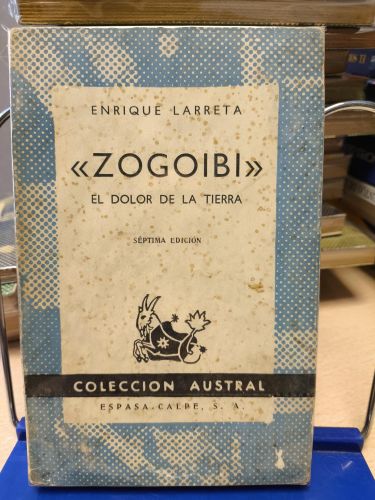 ENRIQUE LARRETA
«ZOGOIBI»
EL DOLOR DE LA TIERRA
SÉPTIMA EDICIÓN
COLECCION AUSTRAL
ESPASA-CALPE, S. A.